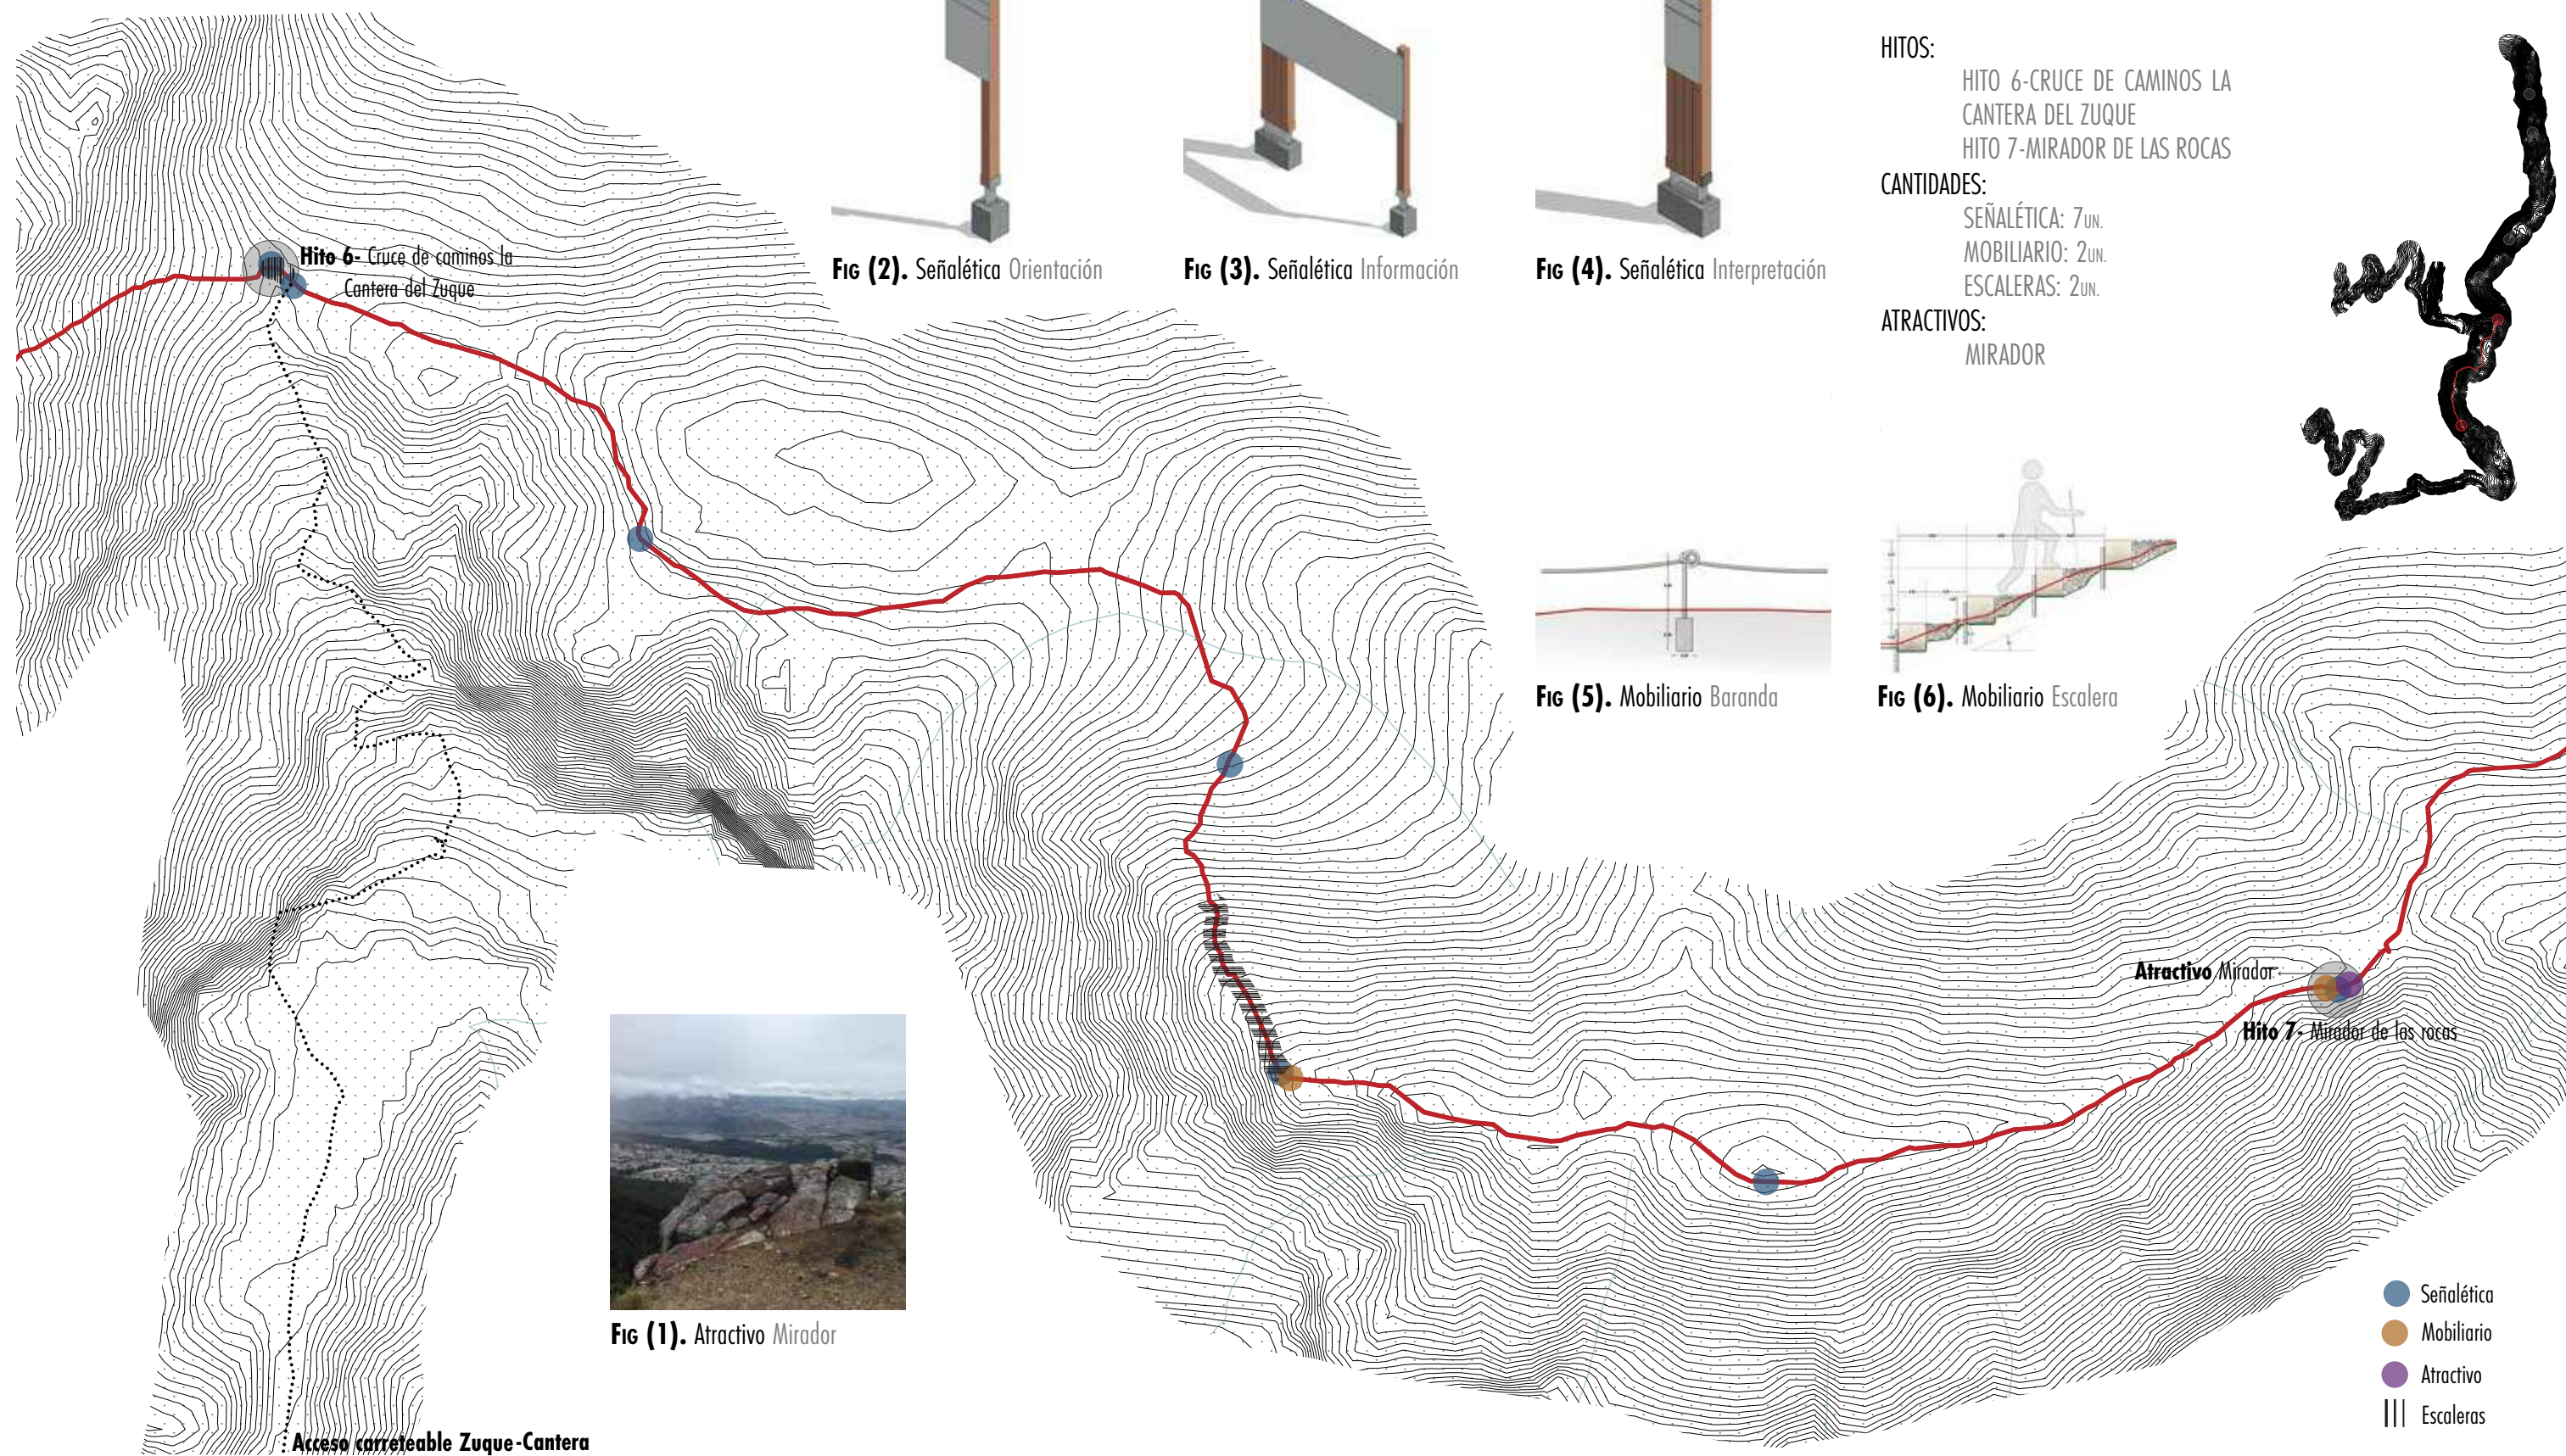 HITOS:
HITO 6-CRUCE DE CAMINOS LA
CANTERA DEL ZUQUE
HITO 7-MIRADOR DE LAS ROCAS
CANTIDADES:
SEÑALÉTICA: 7UN.
MOBILIARIO: 2UN.
ESCALERAS: 2UN.
ATRACTIVOS:
MIRADOR
FIG (2). Señalética Orientación
FIG (3). Señalética Información
FIG (4). Señalética Interpretación
Hito 6- Cruce de caminos la
Cantera del Zuque
FIG (5). Mobiliario Baranda
FIG (6). Mobiliario Escalera
Atractivo Mirador
Hito 7- Mirador de las rocas
FIG (1). Atractivo Mirador
Señalética
Mobiliario
Atractivo
Escaleras
Acceso carreteable Zuque-Cantera